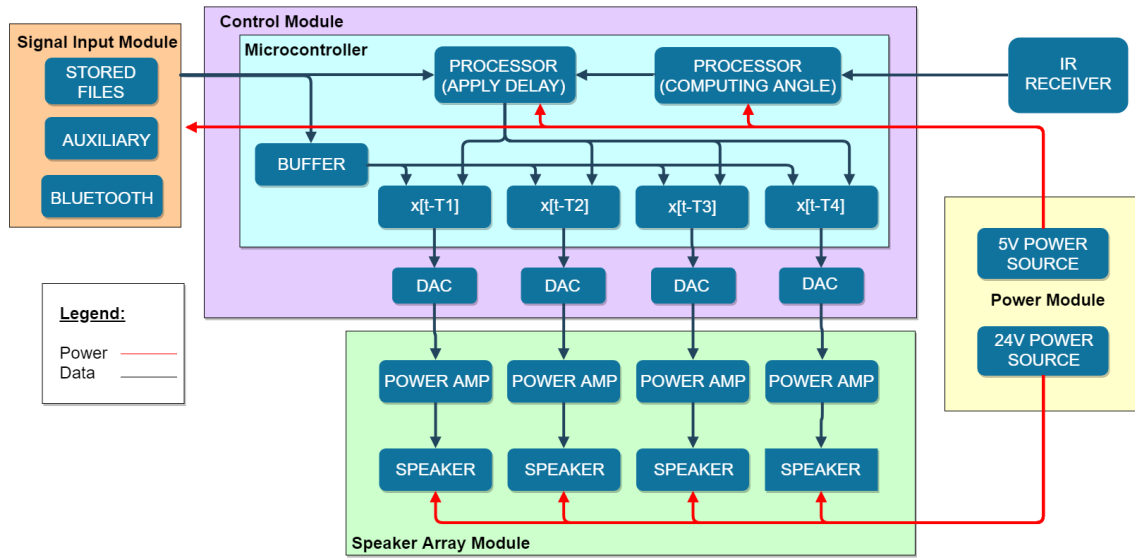 Control Module
Signal Input Module
STORED
FILES
AUXILIARY
BLUETOOTH
Microcontroller
PROCESSOR
(APPLY DELAY)
PROCESSOR
(COMPUTING ANGLE)
IR
RECEIVER
BUFFER
x[t-T1]
x[t-T2]
x[t-T3]
x[t-T4]
DAC
DAC
DAC
DAC
5V POWER
SOURCE
Power Module
24V POWER
SOURCE
Legend:
Power
Data
POWER AMP
POWER AMP
POWER AMP
POWER AMP
SPEAKER
SPEAKER
SPEAKER
SPEAKER
Speaker Array Module